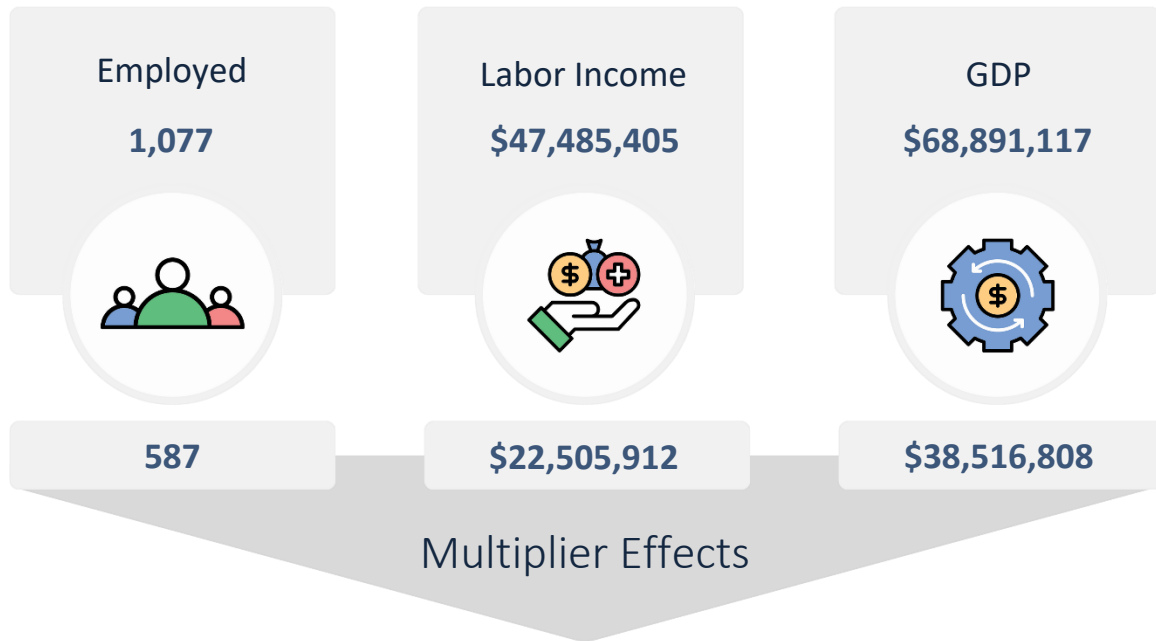 Employed
1,077
Labor Income
$47,485,405
GDP
$68,891,117
$
$
587
$22,505,912
$38,516,808
Multiplier Effects